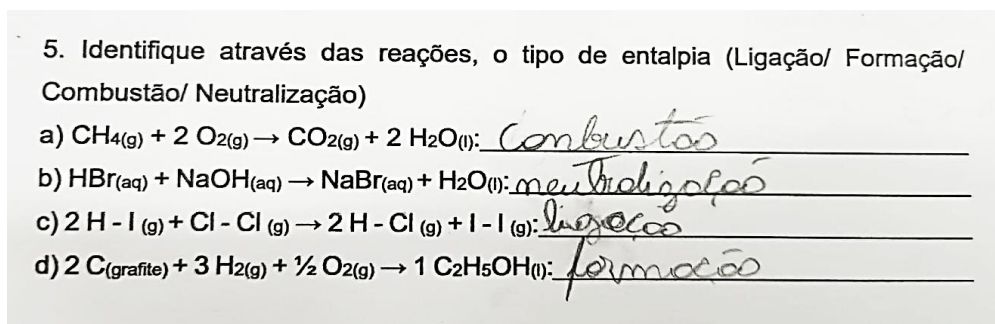 5. Identifique através das reações, o tipo de entalpia (Ligação/ Formação/
Combustão/ Neutralização)
a) CH4(g) + 2 O2(g) → CO2(g) + 2 H2O(l): Combustão
b) HBr(aq) + NaOH(aq) → NaBr(aq) + H2O(l): neutralização
c) 2 H - I (g) + Cl - Cl (g) → 2 H - Cl (g) + I - I (g): ligação
d) 2 C(grafite) + 3 H2(g) + ½ O2(g) → 1 C2H5OH(l): formação